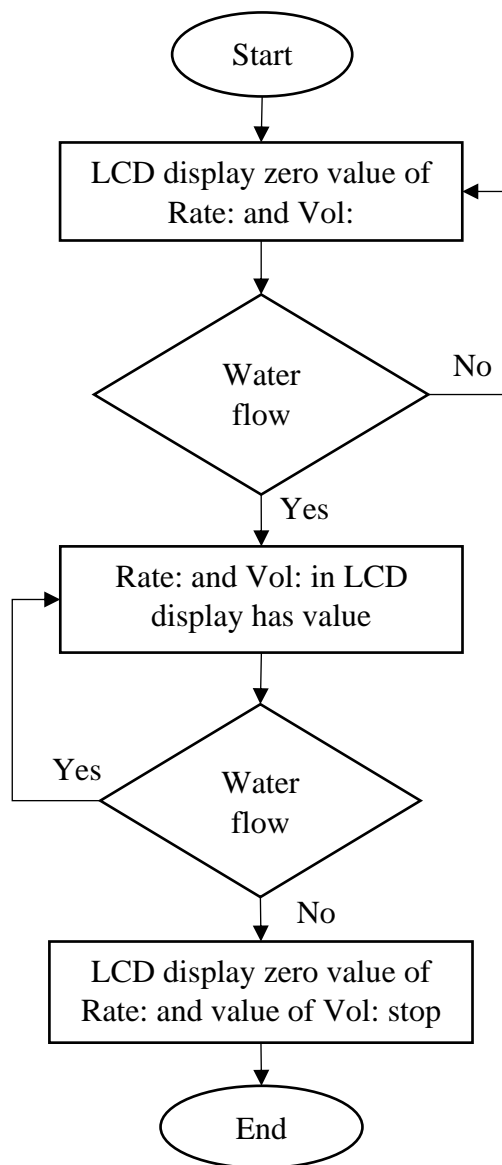 Start
LCD display zero value of
Rate: and Vol:
Water
flow
No
Yes
Rate: and Vol: in LCD
display has value
Yes
Water
flow
No
LCD display zero value of
Rate: and value of Vol: stop
End